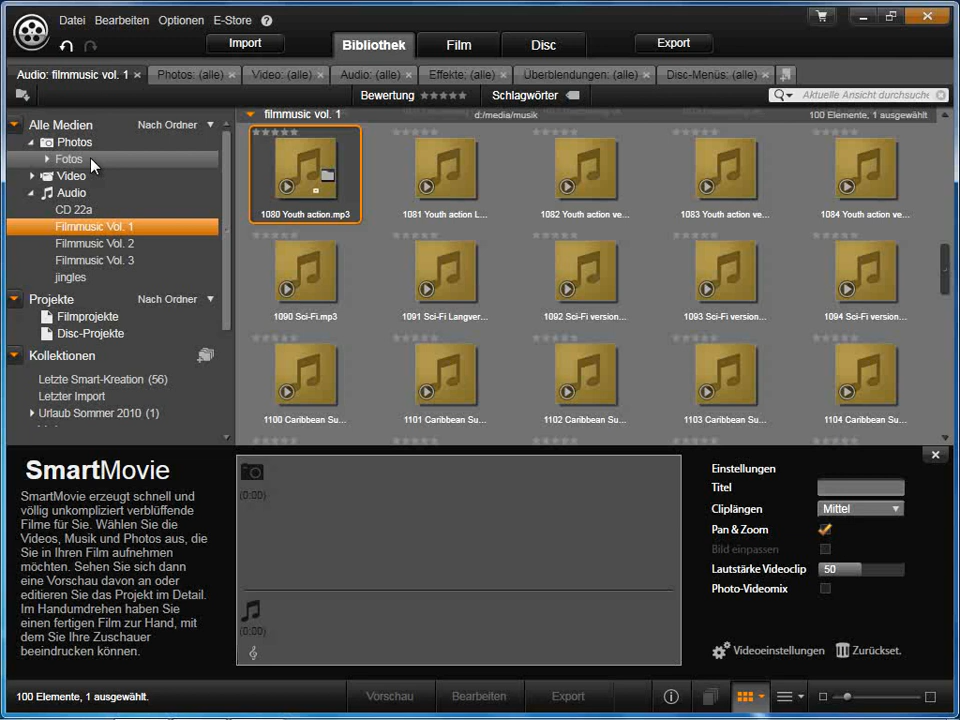 Datei Bearbeiten Optionen E-Store ?
Import Bibliothek Film Disc Export
Audio: filmmusic vol. 1 × Photos: (alle) × Video: (alle) × Audio: (alle) × Effekte: (alle) × Überblendungen: (alle) × Disc-Menüs: (alle) ×
Bewertung Schlagwörter Aktuelle Ansicht durchsuche
Alle Medien Nach Ordner
Photos
Fotos
Video
Audio
CD 22a
Filmmusic Vol. 1
Filmmusic Vol. 2
Filmmusic Vol. 3
jingles
Projekte Nach Ordner
Filmprojekte
Disc-Projekte
Kollektionen
Letzte Smart-Kreation (56)
Letzter Import
Urlaub Sommer 2010 (1)
filmmusic vol. 1 d:/media/musik 100 Elemente, 1 ausgewählt
1080 Youth action.mp3 1081 Youth action L... 1082 Youth action ve... 1083 Youth action ve... 1084 Youth action ve...
1090 Sci-Fi.mp3 1091 Sci-Fi Langver... 1092 Sci-Fi version... 1093 Sci-Fi version... 1094 Sci-Fi version...
1100 Caribbean Su... 1101 Caribbean Su... 1102 Caribbean Su... 1103 Caribbean Su... 1104 Caribbean Su...
SmartMovie
SmartMovie erzeugt schnell und
völlig unkompliziert verblüffende
Filme für Sie. Wählen Sie die
Videos, Musik und Photos aus, die
Sie in Ihren Film aufnehmen
möchten. Sehen Sie sich dann
eine Vorschau davon an oder
editieren Sie das Projekt im Detail.
Im Handumdrehen haben Sie
einen fertigen Film zur Hand, mit
dem Sie Ihre Zuschauer
beeindrucken können.
(0:00)
(0:00)
Einstellungen
Titel
Cliplängen Mittel
Pan & Zoom
Bild einpassen
Lautstärke Videoclip 50
Photo-Videomix
Videoeinstellungen Zurückset.
100 Elemente, 1 ausgewählt. Vorschau Bearbeiten Export